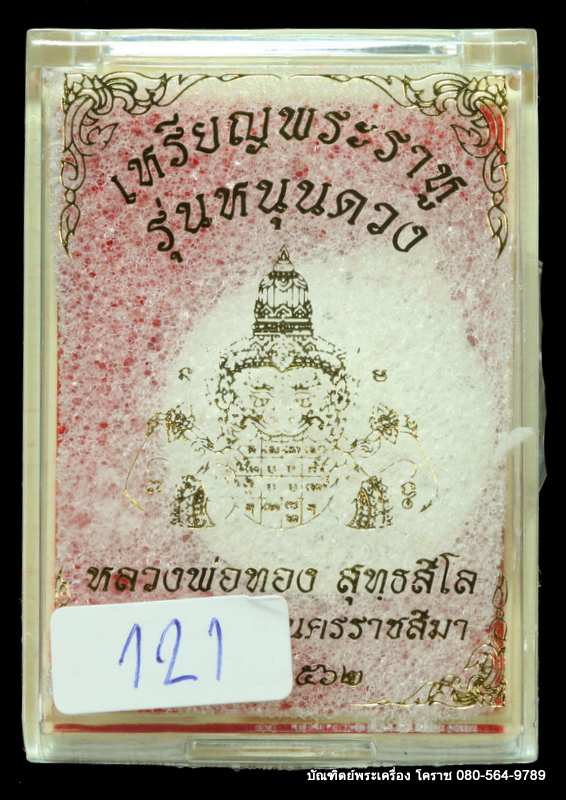 เหรียญพระราหู
รุ่นหนุนดวง
หลวงพ่อทอง สุทฺธสีโล
นครราชสีมา
๕๖๒
121
บัณฑิตย์พระเครื่อง โคราช 080-564-9789